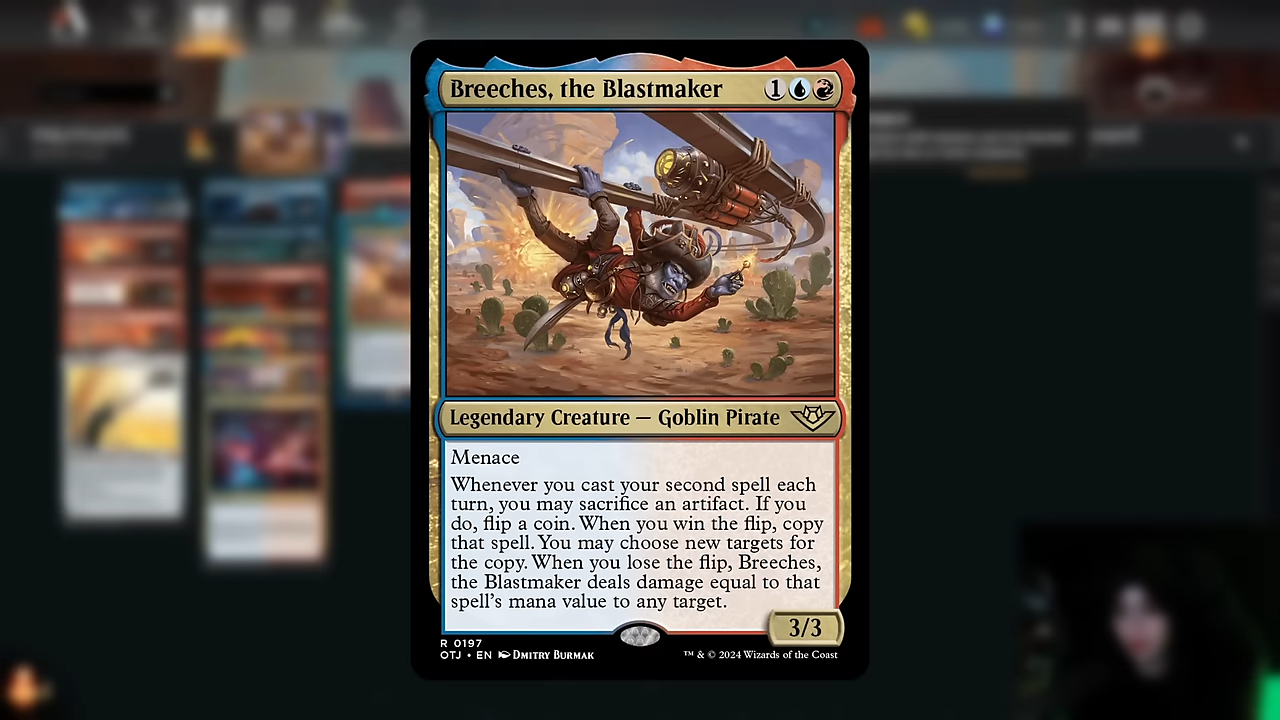 Breeches, the Blastmaker 1
Legendary Creature — Goblin Pirate
Menace
Whenever you cast your second spell each
turn, you may sacrifice an artifact. If you
do, flip a coin. When you win the flip, copy
that spell. You may choose new targets for
the copy. When you lose the flip, Breeches,
the Blastmaker deals damage equal to that
spell's mana value to any target.
3/3
R 0197
OTJ • EN Dmitry Burmak
™ & © 2024 Wizards of the Coast